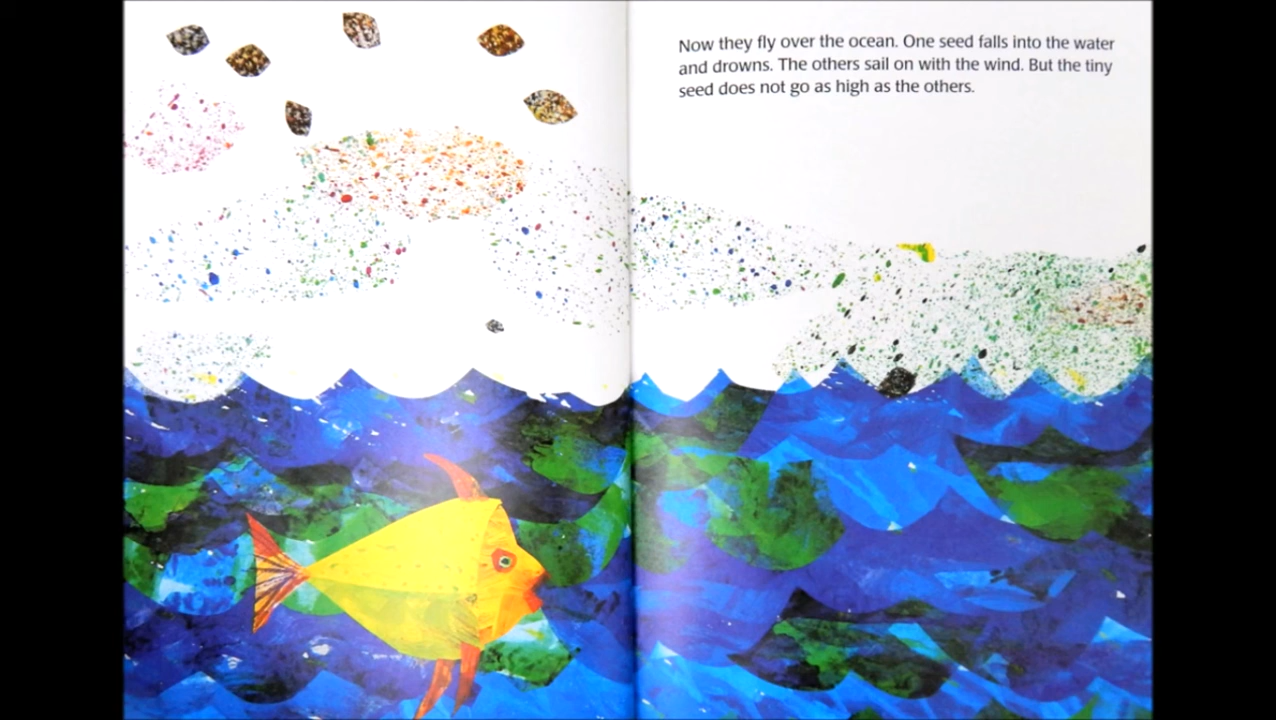 Now they fly over the ocean. One seed falls into the water
and drowns. The others sail on with the wind. But the tiny
seed does not go as high as the others.